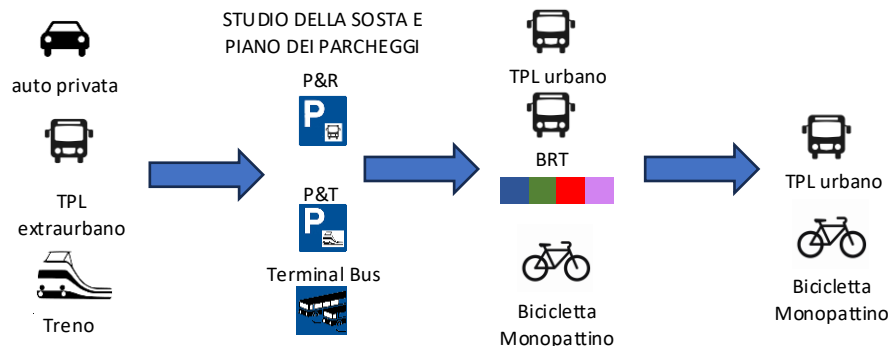 auto privata
TPL
extraurbano
Treno
STUDIO DELLA SOSTA E
PIANO DEI PARCHEGGI
P&R
P
P&T
P
Terminal Bus
TPL urbano
BRT
Bicicletta
Monopattino
TPL urbano
Bicicletta
Monopattino